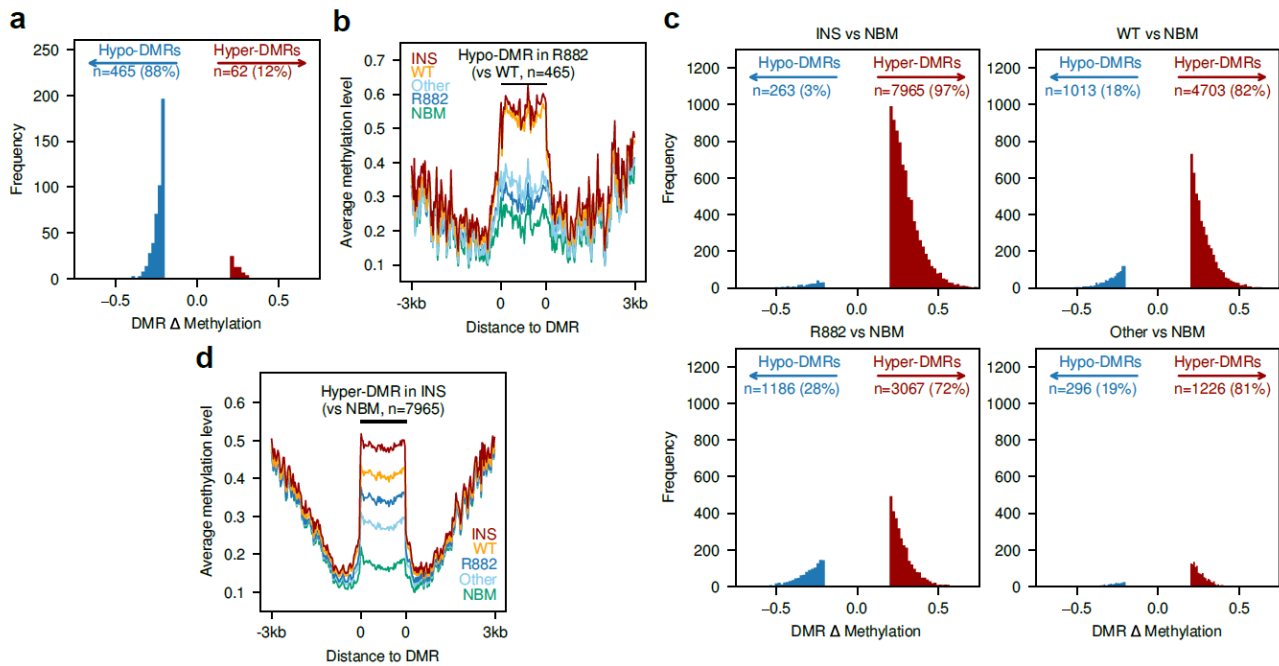 a
250
200
150
100
50
0
Frequency
Hypo-DMRs
n=465 (88%)
Hyper-DMRs
n=62 (12%)
−0.5
0.0
0.5
DMR Δ Methylation
b
0.7
0.6
0.5
0.4
0.3
0.2
0.1
Average methylation level
INS
WT
Other
R882
NBM
Hypo-DMR in R882
(vs WT, n=465)
-3kb
0
0
3kb
Distance to DMR
c
INS vs NBM
1200
1000
800
600
400
200
0
Frequency
Hypo-DMRs
n=263 (3%)
Hyper-DMRs
n=7965 (97%)
−0.5
0.0
0.5
WT vs NBM
1200
1000
800
600
400
200
0
Hypo-DMRs
n=1013 (18%)
Hyper-DMRs
n=4703 (82%)
−0.5
0.0
0.5
R882 vs NBM
1200
1000
800
600
400
200
0
Frequency
Hypo-DMRs
n=1186 (28%)
Hyper-DMRs
n=3067 (72%)
−0.5
0.0
0.5
DMR Δ Methylation
Other vs NBM
1200
1000
800
600
400
200
0
Hypo-DMRs
n=296 (19%)
Hyper-DMRs
n=1226 (81%)
−0.5
0.0
0.5
DMR Δ Methylation
d
0.6
0.5
0.4
0.3
0.2
0.1
Average methylation level
Hyper-DMR in INS
(vs NBM, n=7965)
INS
WT
R882
Other
NBM
-3kb
0
0
3kb
Distance to DMR